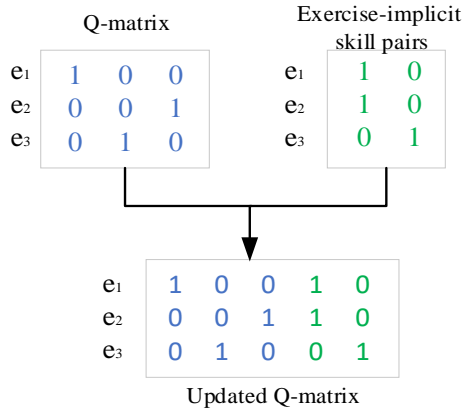 Q-matrix
Exercise-implicit
skill pairs
e1 1 0 0
e2 0 0 1
e3 0 1 0
e1 1 0
e2 1 0
e3 0 1
e1 1 0 0 1 0
e2 0 0 1 1 0
e3 0 1 0 0 1
Updated Q-matrix